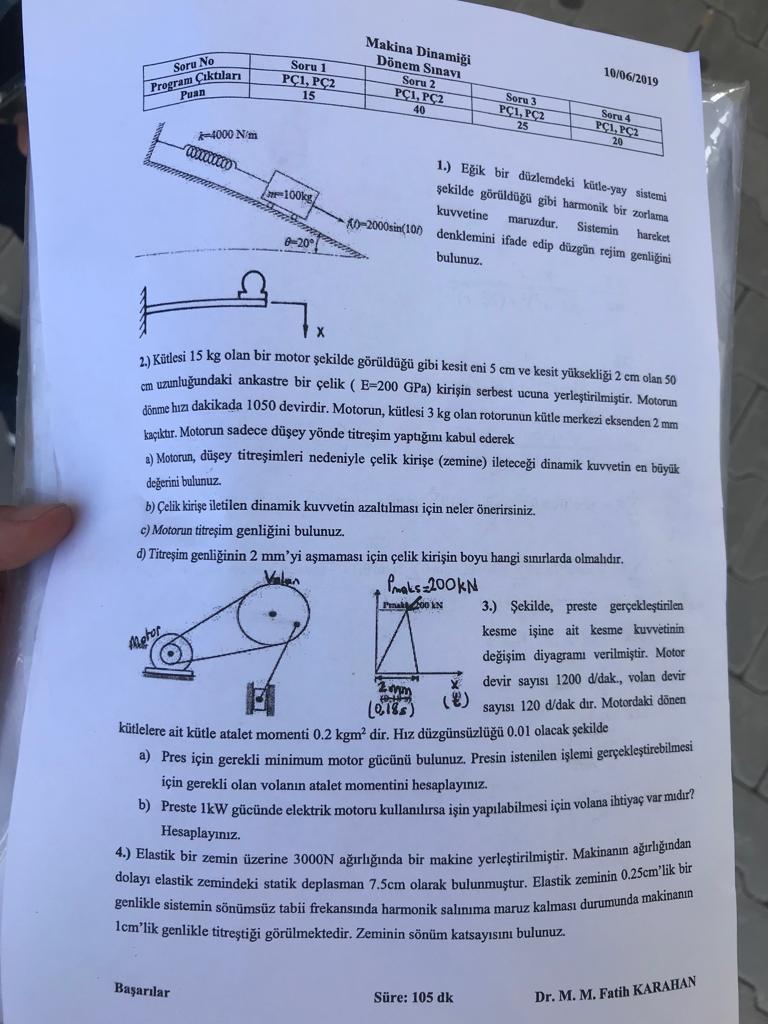 Makina Dinamiği
Dönem Sınavı
10/06/2019
Soru No Soru 1 Soru 2 Soru 3 Soru 4
Program Çıktıları PÇ1, PÇ2 PÇ1, PÇ2 PÇ1, PÇ2 PÇ1, PÇ2
Puan 15 40 25 20
k=4000 N/m
m=100kg
f(t)=2000sin(10t)
θ=20°
1.) Eğik bir düzlemdeki kütle-yay sistemi
şekilde görüldüğü gibi harmonik bir zorlama
kuvvetine maruzdur. Sistemin hareket
denklemini ifade edip düzgün rejim genliğini
bulunuz.
x
2.) Kütlesi 15 kg olan bir motor şekilde görüldüğü gibi kesit eni 5 cm ve kesit yüksekliği 2 cm olan 50
cm uzunluğundaki ankastre bir çelik ( E=200 GPa) kirişin serbest ucuna yerleştirilmiştir. Motorun
dönme hızı dakikada 1050 devirdir. Motorun, kütlesi 3 kg olan rotorunun kütle merkezi eksenden 2 mm
kaçıktır. Motorun sadece düşey yönde titreşim yaptığını kabul ederek
a) Motorun, düşey titreşimleri nedeniyle çelik kirişe (zemine) ileteceği dinamik kuvvetin en büyük
değerini bulunuz.
b) Çelik kirişe iletilen dinamik kuvvetin azaltılması için neler önerirsiniz.
c) Motorun titreşim genliğini bulunuz.
d) Titreşim genliğinin 2 mm'yi aşmaması için çelik kirişin boyu hangi sınırlarda olmalıdır.
Volan
Motor
Pmaks=200kN
Pmaks=200 kN
2 mm
(0,18s)
x
(t)
3.) Şekilde, preste gerçekleştirilen
kesme işine ait kesme kuvvetinin
değişim diyagramı verilmiştir. Motor
devir sayısı 1200 d/dak., volan devir
sayısı 120 d/dak dır. Motordaki dönen
kütlelere ait kütle atalet momenti 0.2 kgm² dir. Hız düzgünsüzlüğü 0.01 olacak şekilde
a) Pres için gerekli minimum motor gücünü bulunuz. Presin istenilen işlemi gerçekleştirebilmesi
için gerekli olan volanın atalet momentini hesaplayınız.
b) Preste 1kW gücünde elektrik motoru kullanılırsa işin yapılabilmesi için volana ihtiyaç var mıdır?
Hesaplayınız.
4.) Elastik bir zemin üzerine 3000N ağırlığında bir makine yerleştirilmiştir. Makinanın ağırlığından
dolayı elastik zemindeki statik deplasman 7.5cm olarak bulunmuştur. Elastik zeminin 0.25cm'lik bir
genlikle sistemin sönümsüz tabii frekansında harmonik salınıma maruz kalması durumunda makinanın
1cm'lik genlikle titreştiği görülmektedir. Zeminin sönüm katsayısını bulunuz.
Başarılar
Süre: 105 dk
Dr. M. M. Fatih KARAHAN